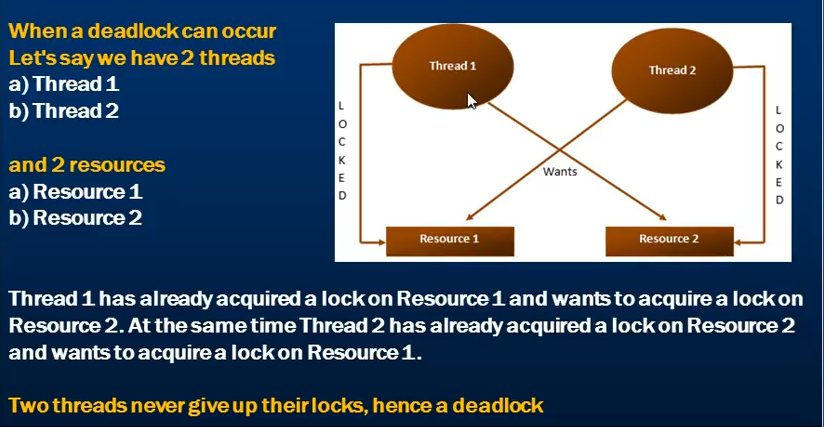 When a deadlock can occur
Let's say we have 2 threads
a) Thread 1
b) Thread 2
and 2 resources
a) Resource 1
b) Resource 2
Thread 1
Thread 2
LOCKED
LOCKED
Wants
Resource 1
Resource 2
Thread 1 has already acquired a lock on Resource 1 and wants to acquire a lock on
Resource 2. At the same time Thread 2 has already acquired a lock on Resource 2
and wants to acquire a lock on Resource 1.
Two threads never give up their locks, hence a deadlock